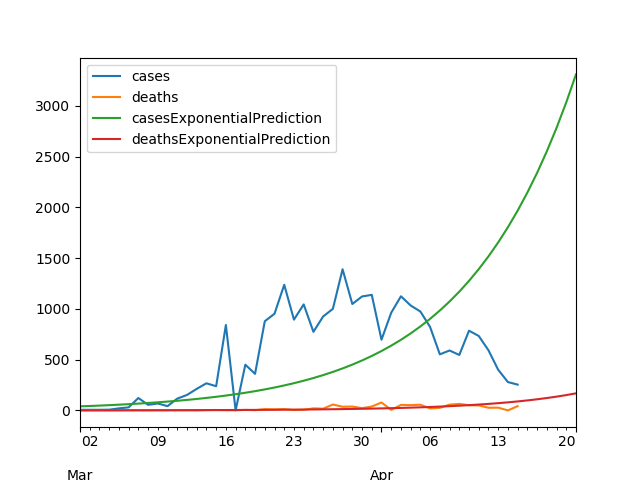 cases
deaths
casesExponentialPrediction
deathsExponentialPrediction
3000
2500
2000
1500
1000
500
0
02 09 16 23 30 06 13 20
Mar Apr